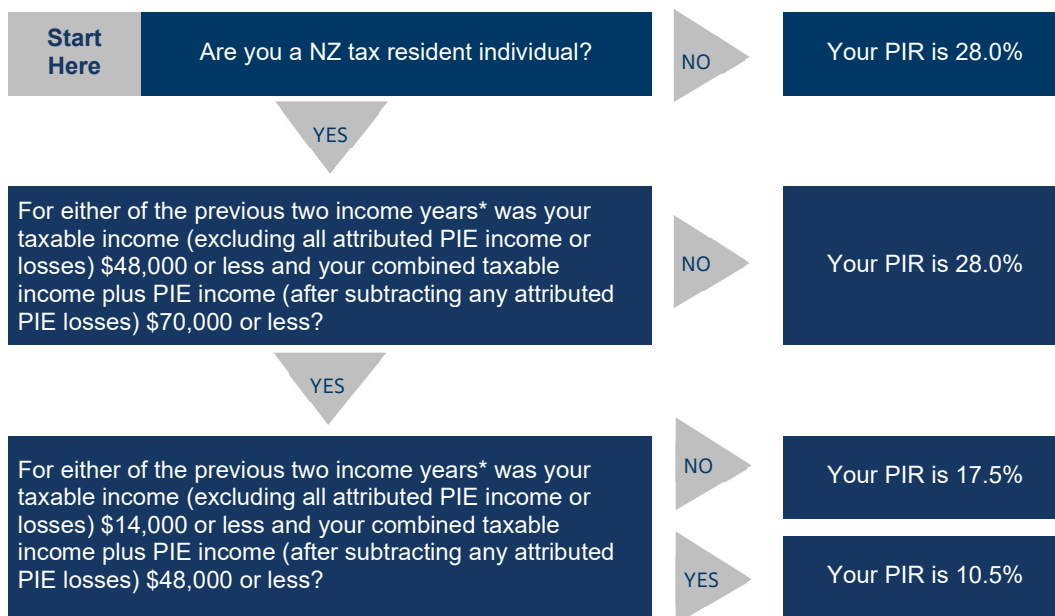 Start
Here
Are you a NZ tax resident individual?
NO
Your PIR is 28.0%
YES
For either of the previous two income years* was your
taxable income (excluding all attributed PIE income or
losses) $48,000 or less and your combined taxable
income plus PIE income (after subtracting any attributed
PIE losses) $70,000 or less?
NO
Your PIR is 28.0%
YES
For either of the previous two income years* was your
taxable income (excluding all attributed PIE income or
losses) $14,000 or less and your combined taxable
income plus PIE income (after subtracting any attributed
PIE losses) $48,000 or less?
NO
Your PIR is 17.5%
YES
Your PIR is 10.5%